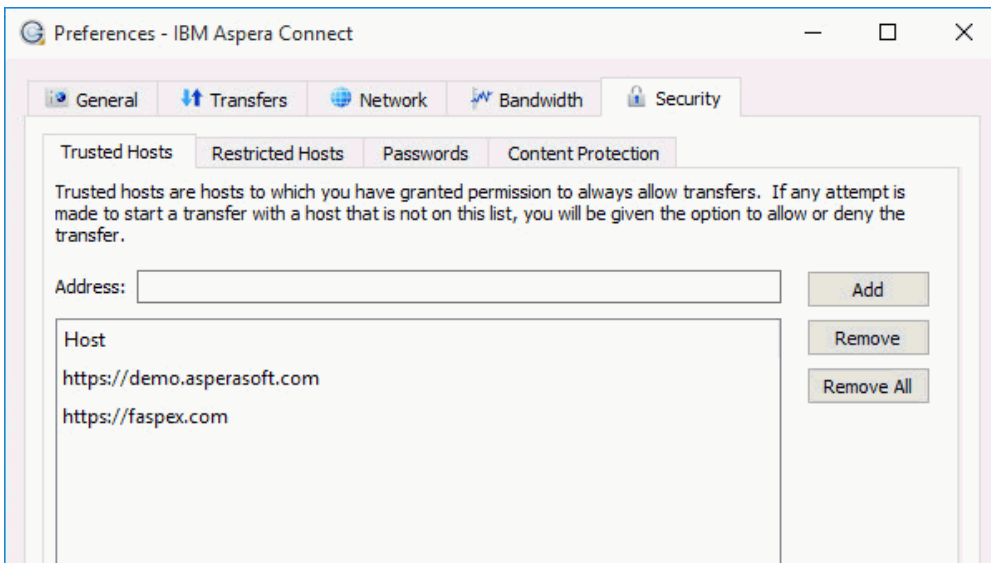 Preferences - IBM Aspera Connect
General Transfers Network Bandwidth Security
Trusted Hosts Restricted Hosts Passwords Content Protection
Trusted hosts are hosts to which you have granted permission to always allow transfers. If any attempt is
made to start a transfer with a host that is not on this list, you will be given the option to allow or deny the
transfer.
Address: Add
Host Remove
https://demo.asperasoft.com Remove All
https://faspex.com